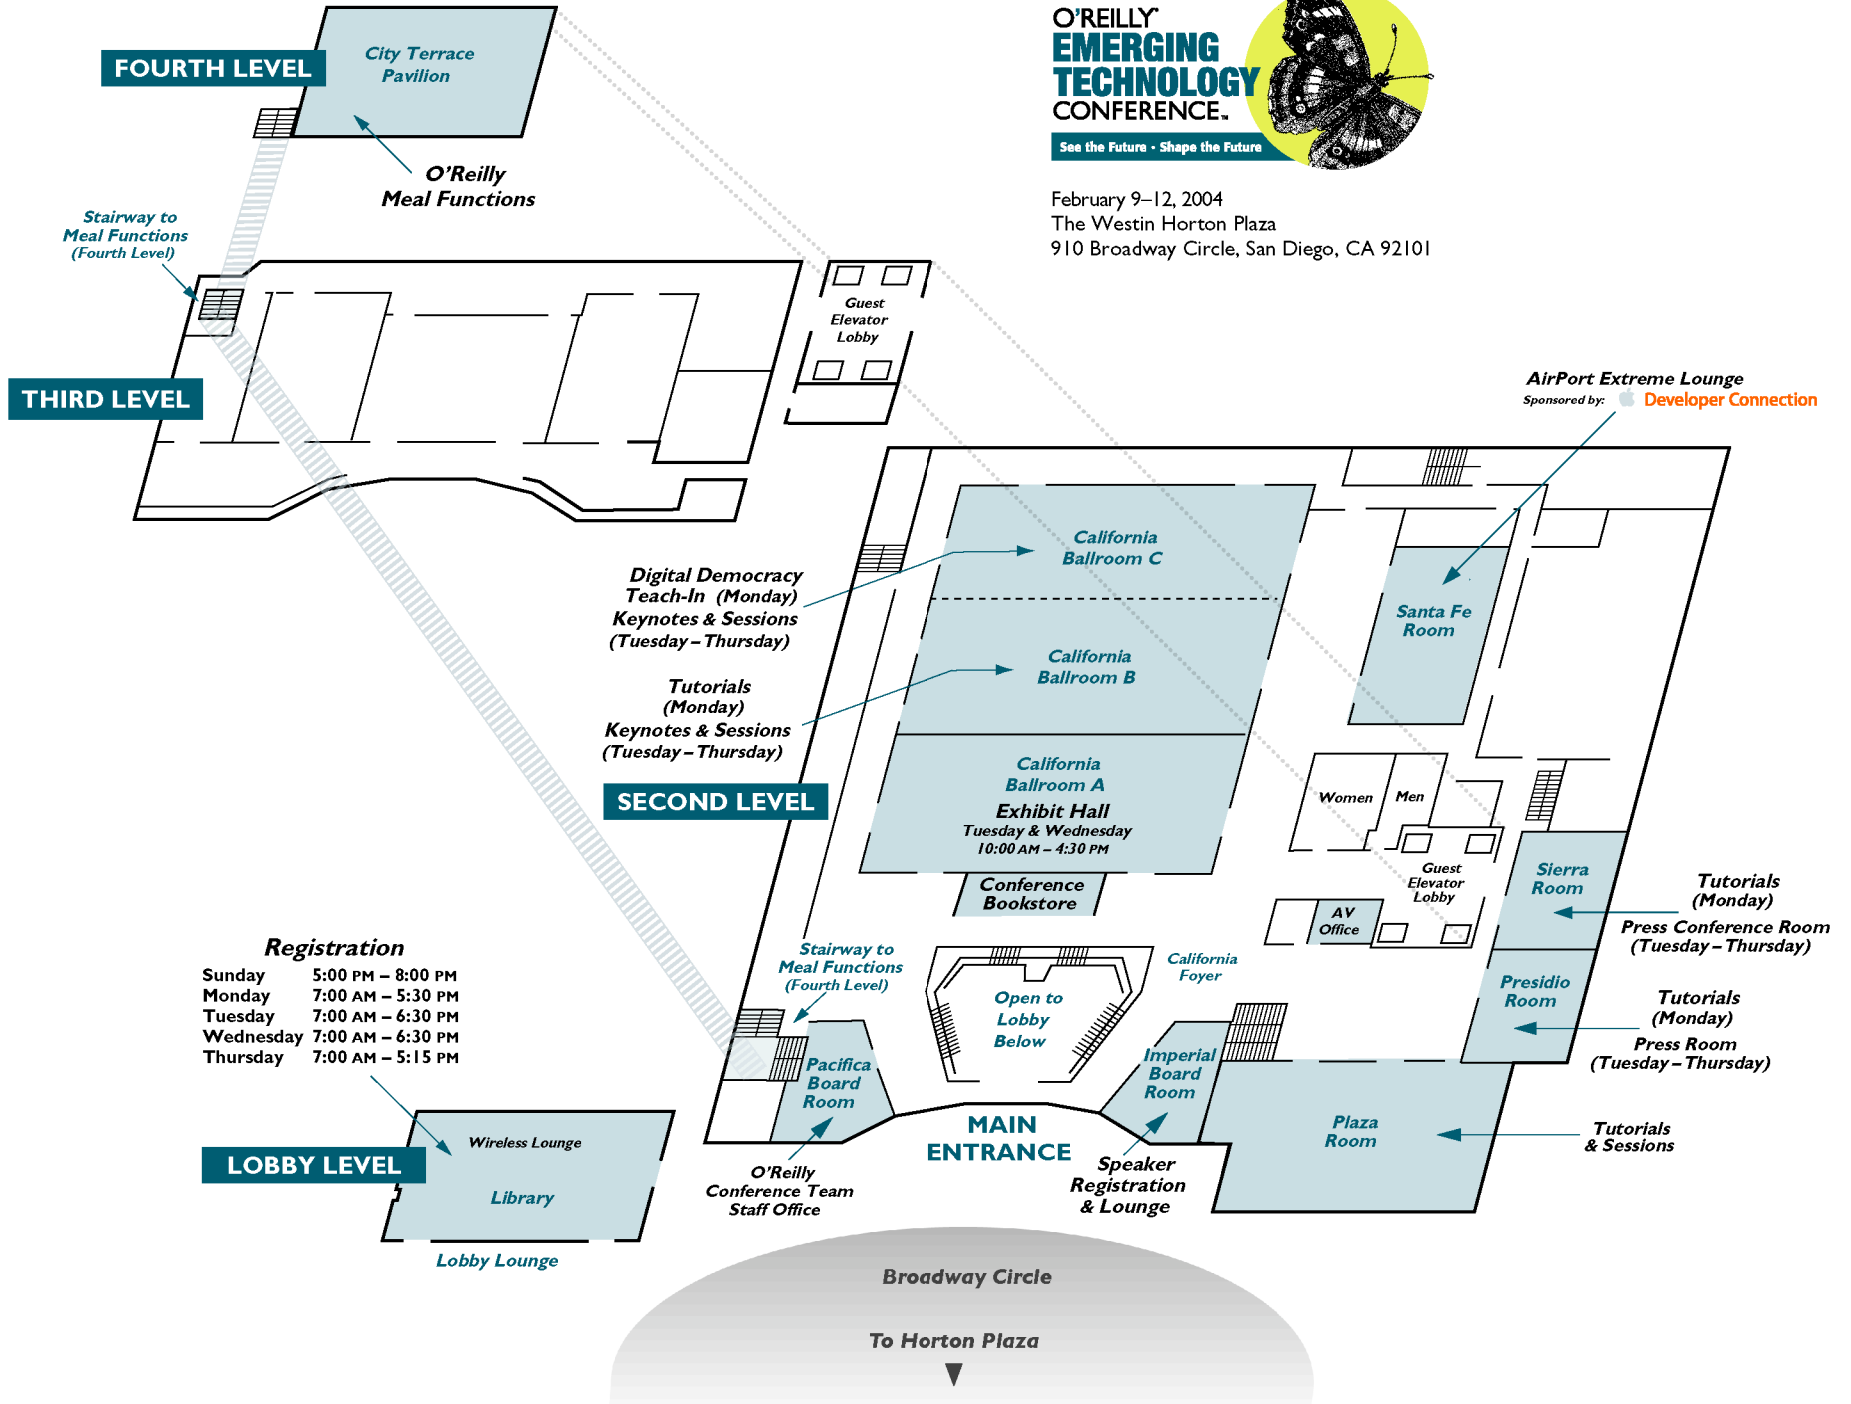 O'REILLY®
EMERGING
TECHNOLOGY
CONFERENCE™
See the Future • Shape the Future
February 9–12, 2004
The Westin Horton Plaza
910 Broadway Circle, San Diego, CA 92101
FOURTH LEVEL
City Terrace
Pavilion
O'Reilly
Meal Functions
Stairway to
Meal Functions
(Fourth Level)
THIRD LEVEL
Guest
Elevator
Lobby
AirPort Extreme Lounge
Sponsored by: Developer Connection
California
Ballroom C
Digital Democracy
Teach-In (Monday)
Keynotes & Sessions
(Tuesday – Thursday)
Santa Fe
Room
California
Ballroom B
Tutorials
(Monday)
Keynotes & Sessions
(Tuesday – Thursday)
SECOND LEVEL
California
Ballroom A
Exhibit Hall
Tuesday & Wednesday
10:00 AM – 4:30 PM
Women
Men
Conference
Bookstore
Guest
Elevator
Lobby
AV
Office
Sierra
Room
Tutorials
(Monday)
Press Conference Room
(Tuesday – Thursday)
Presidio
Room
Tutorials
(Monday)
Press Room
(Tuesday – Thursday)
Stairway to
Meal Functions
(Fourth Level)
California
Foyer
Open to
Lobby
Below
Pacifica
Board
Room
Imperial
Board
Room
Plaza
Room
Tutorials
& Sessions
MAIN
ENTRANCE
O'Reilly
Conference Team
Staff Office
Speaker
Registration
& Lounge
Registration
Sunday 5:00 PM – 8:00 PM
Monday 7:00 AM – 5:30 PM
Tuesday 7:00 AM – 6:30 PM
Wednesday 7:00 AM – 6:30 PM
Thursday 7:00 AM – 5:15 PM
LOBBY LEVEL
Wireless Lounge
Library
Lobby Lounge
Broadway Circle
To Horton Plaza